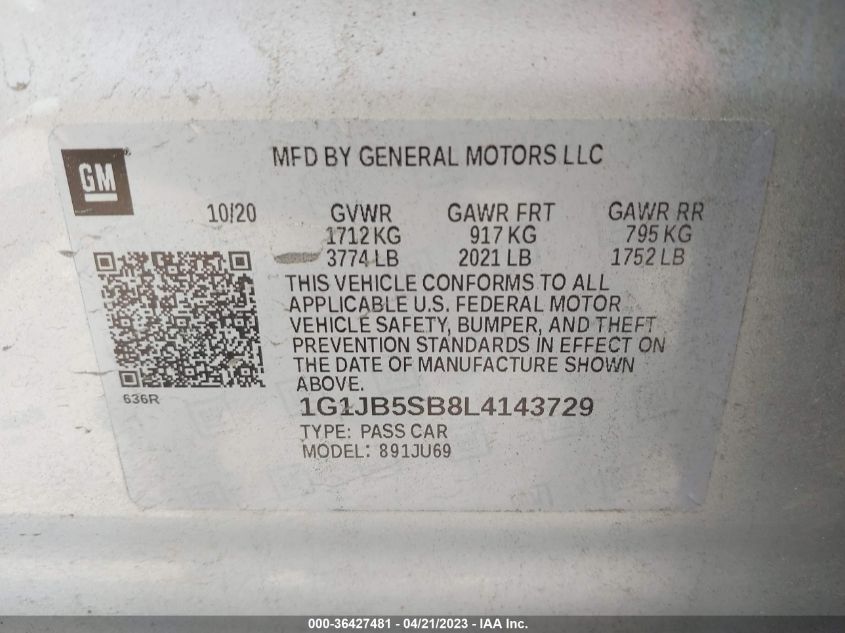 GM
MFD BY GENERAL MOTORS LLC
10/20 GVWR GAWR FRT GAWR RR
1712 KG 917 KG 795 KG
3774 LB 2021 LB 1752 LB
THIS VEHICLE CONFORMS TO ALL
APPLICABLE U.S. FEDERAL MOTOR
VEHICLE SAFETY, BUMPER, AND THEFT
PREVENTION STANDARDS IN EFFECT ON
THE DATE OF MANUFACTURE SHOWN
ABOVE.
636R
1G1JB5SB8L4143729
TYPE: PASS CAR
MODEL: 891JU69
000-36427481 - 04/21/2023 - IAA Inc.